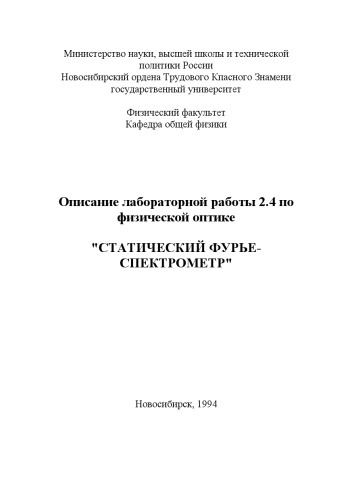 Министерство науки, высшей школы и технической
политики России
Новосибирский ордена Трудового Класного Знамени
государственный университет
Физический факультет
Кафедра общей физики
Описание лабораторной работы 2.4 по
физической оптике
"СТАТИЧЕСКИЙ ФУРЬЕ-
СПЕКТРОМЕТР"
Новосибирск, 1994